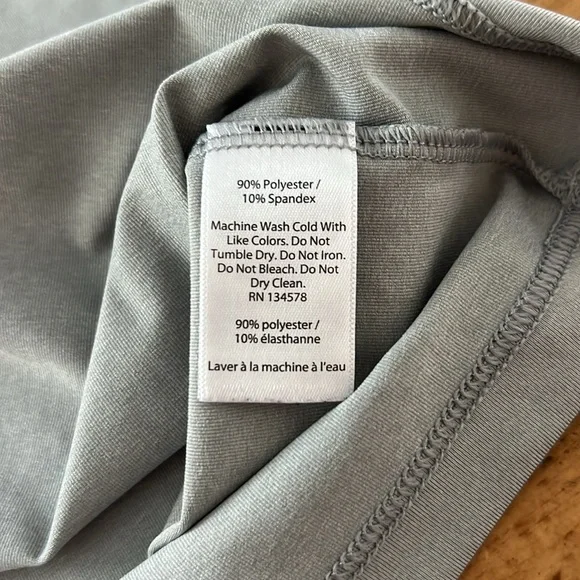 90% Polyester /
10% Spandex
Machine Wash Cold With
Like Colors. Do Not
Tumble Dry. Do Not Iron.
Do Not Bleach. Do Not
Dry Clean.
RN 134578
90% polyester /
10% élasthanne
Laver à la machine à l'eau